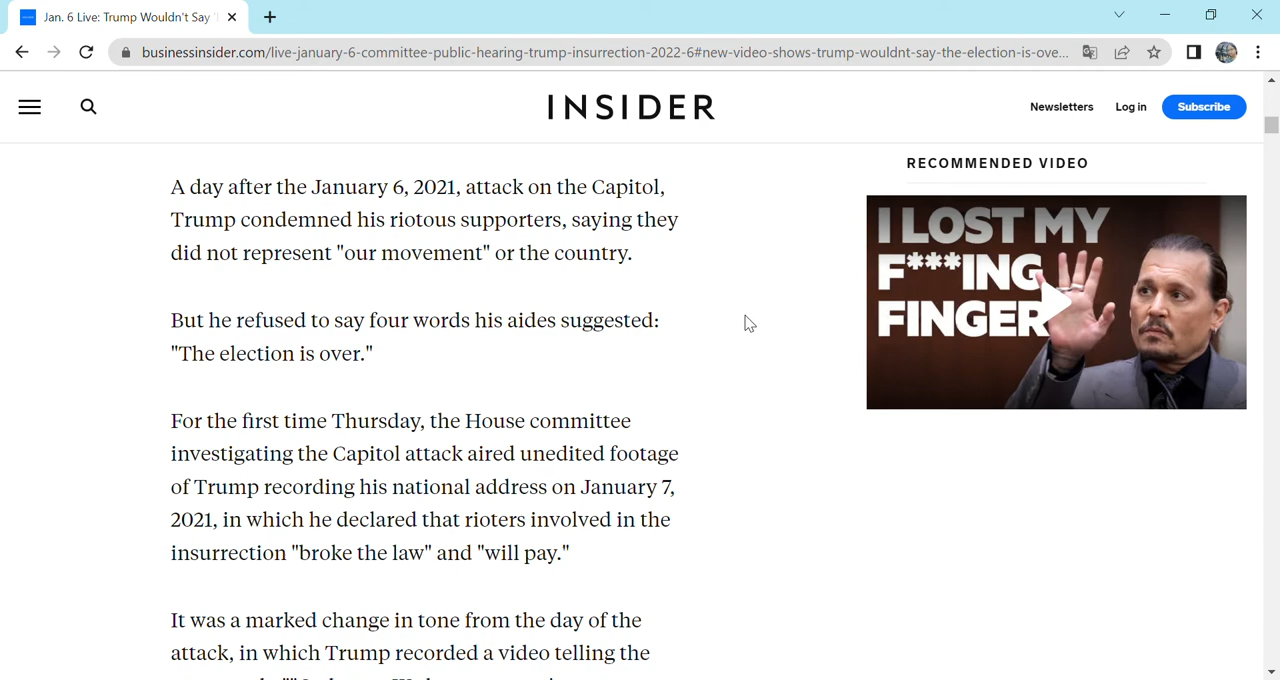 Jan. 6 Live: Trump Wouldn't Say
businessinsider.com/live-january-6-committee-public-hearing-trump-insurrection-2022-6#new-video-shows-trump-wouldnt-say-the-election-is-ove...
INSIDER
Newsletters
Log in
Subscribe
A day after the January 6, 2021, attack on the Capitol,
Trump condemned his riotous supporters, saying they
did not represent "our movement" or the country.
But he refused to say four words his aides suggested:
"The election is over."
For the first time Thursday, the House committee
investigating the Capitol attack aired unedited footage
of Trump recording his national address on January 7,
2021, in which he declared that rioters involved in the
insurrection "broke the law" and "will pay."
It was a marked change in tone from the day of the
attack, in which Trump recorded a video telling the
RECOMMENDED VIDEO
I LOST MY
F***ING
FINGER